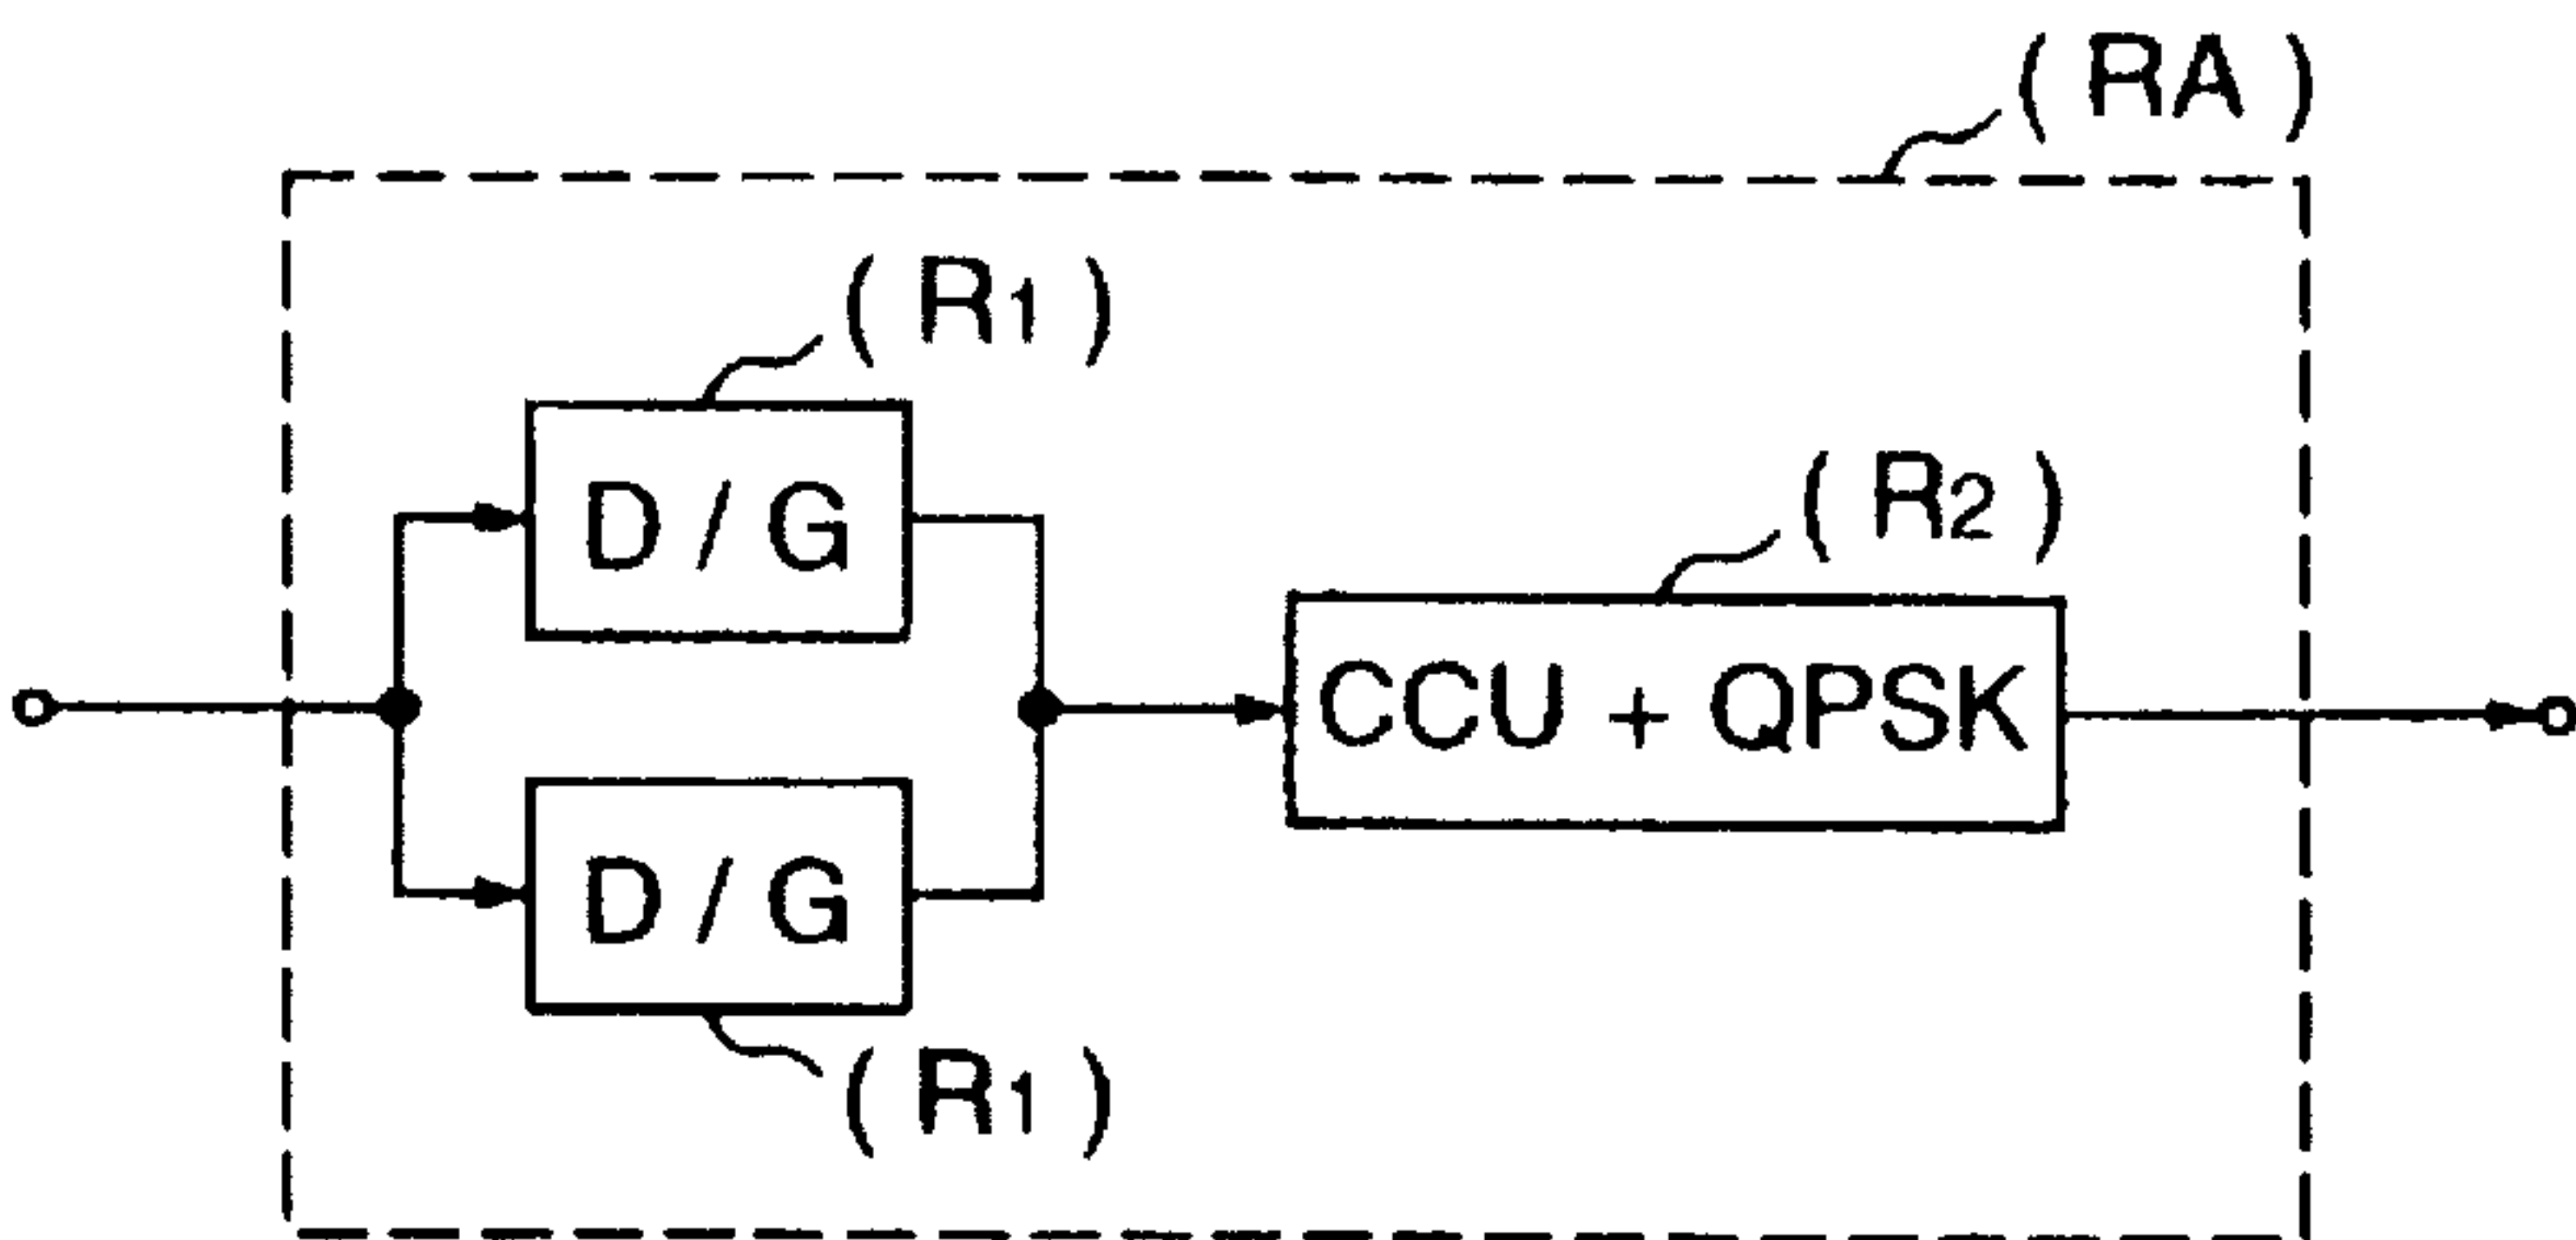 ( RA )
( R1 )
D / G
( R2 )
CCU + QPSK
D / G
( R1 )